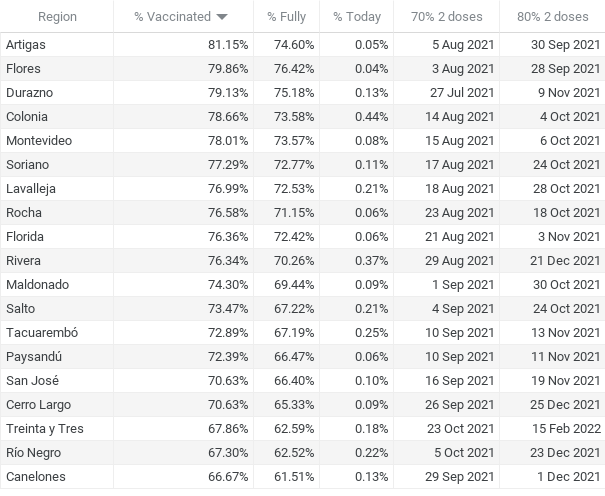 Region % Vaccinated % Fully % Today 70% 2 doses 80% 2 doses
Artigas 81.15% 74.60% 0.05% 5 Aug 2021 30 Sep 2021
Flores 79.86% 76.42% 0.04% 3 Aug 2021 28 Sep 2021
Durazno 79.13% 75.18% 0.13% 27 Jul 2021 9 Nov 2021
Colonia 78.66% 73.58% 0.44% 14 Aug 2021 4 Oct 2021
Montevideo 78.01% 73.57% 0.08% 15 Aug 2021 6 Oct 2021
Soriano 77.29% 72.77% 0.11% 17 Aug 2021 24 Oct 2021
Lavalleja 76.99% 72.53% 0.21% 18 Aug 2021 28 Oct 2021
Rocha 76.58% 71.15% 0.06% 23 Aug 2021 18 Oct 2021
Florida 76.36% 72.42% 0.06% 21 Aug 2021 3 Nov 2021
Rivera 76.34% 70.26% 0.37% 29 Aug 2021 21 Dec 2021
Maldonado 74.30% 69.44% 0.09% 1 Sep 2021 30 Oct 2021
Salto 73.47% 67.22% 0.21% 4 Sep 2021 24 Oct 2021
Tacuarembó 72.89% 67.19% 0.25% 10 Sep 2021 13 Nov 2021
Paysandú 72.39% 66.47% 0.06% 10 Sep 2021 11 Nov 2021
San José 70.63% 66.40% 0.10% 16 Sep 2021 19 Nov 2021
Cerro Largo 70.63% 65.33% 0.09% 26 Sep 2021 25 Dec 2021
Treinta y Tres 67.86% 62.59% 0.18% 23 Oct 2021 15 Feb 2022
Río Negro 67.30% 62.52% 0.22% 5 Oct 2021 23 Dec 2021
Canelones 66.67% 61.51% 0.13% 29 Sep 2021 1 Dec 2021